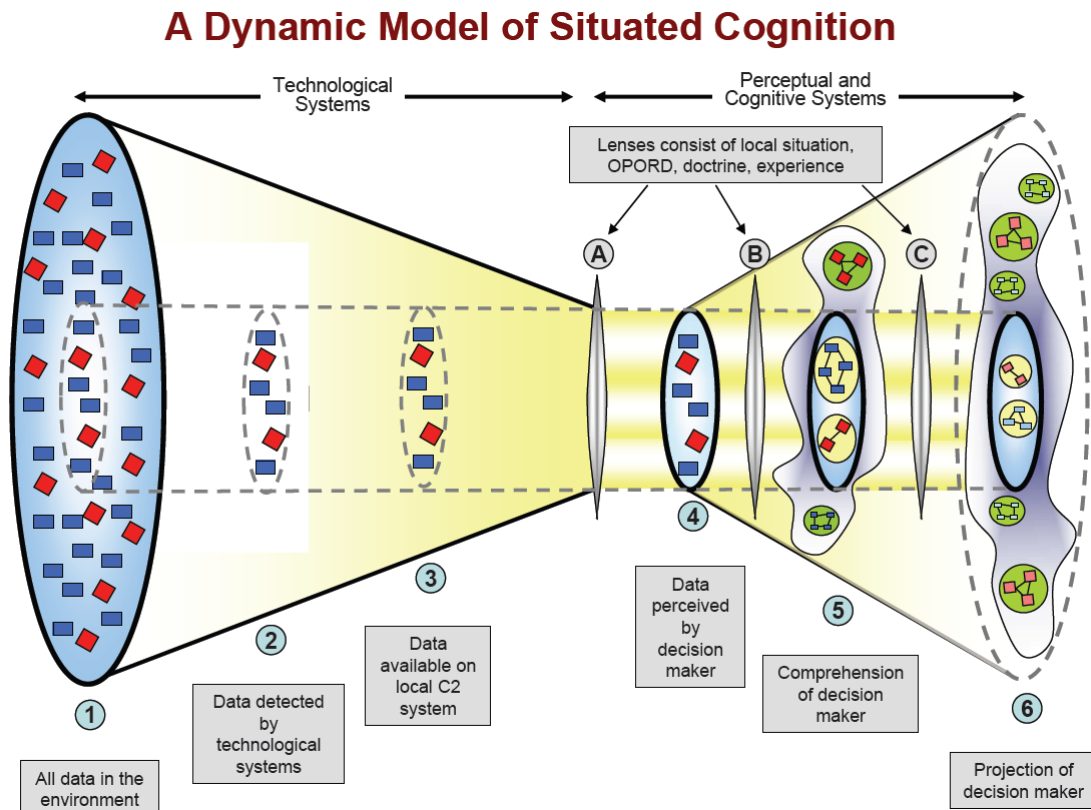 A Dynamic Model of Situated Cognition
Technological
Systems
Perceptual and
Cognitive Systems
Lenses consist of local situation,
OPORD, doctrine, experience
A
B
C
1
All data in the
environment
2
Data detected
by
technological
systems
3
Data
available on
local C2
system
4
Data
perceived
by
decision
maker
5
Comprehension
of decision
maker
6
Projection of
decision maker